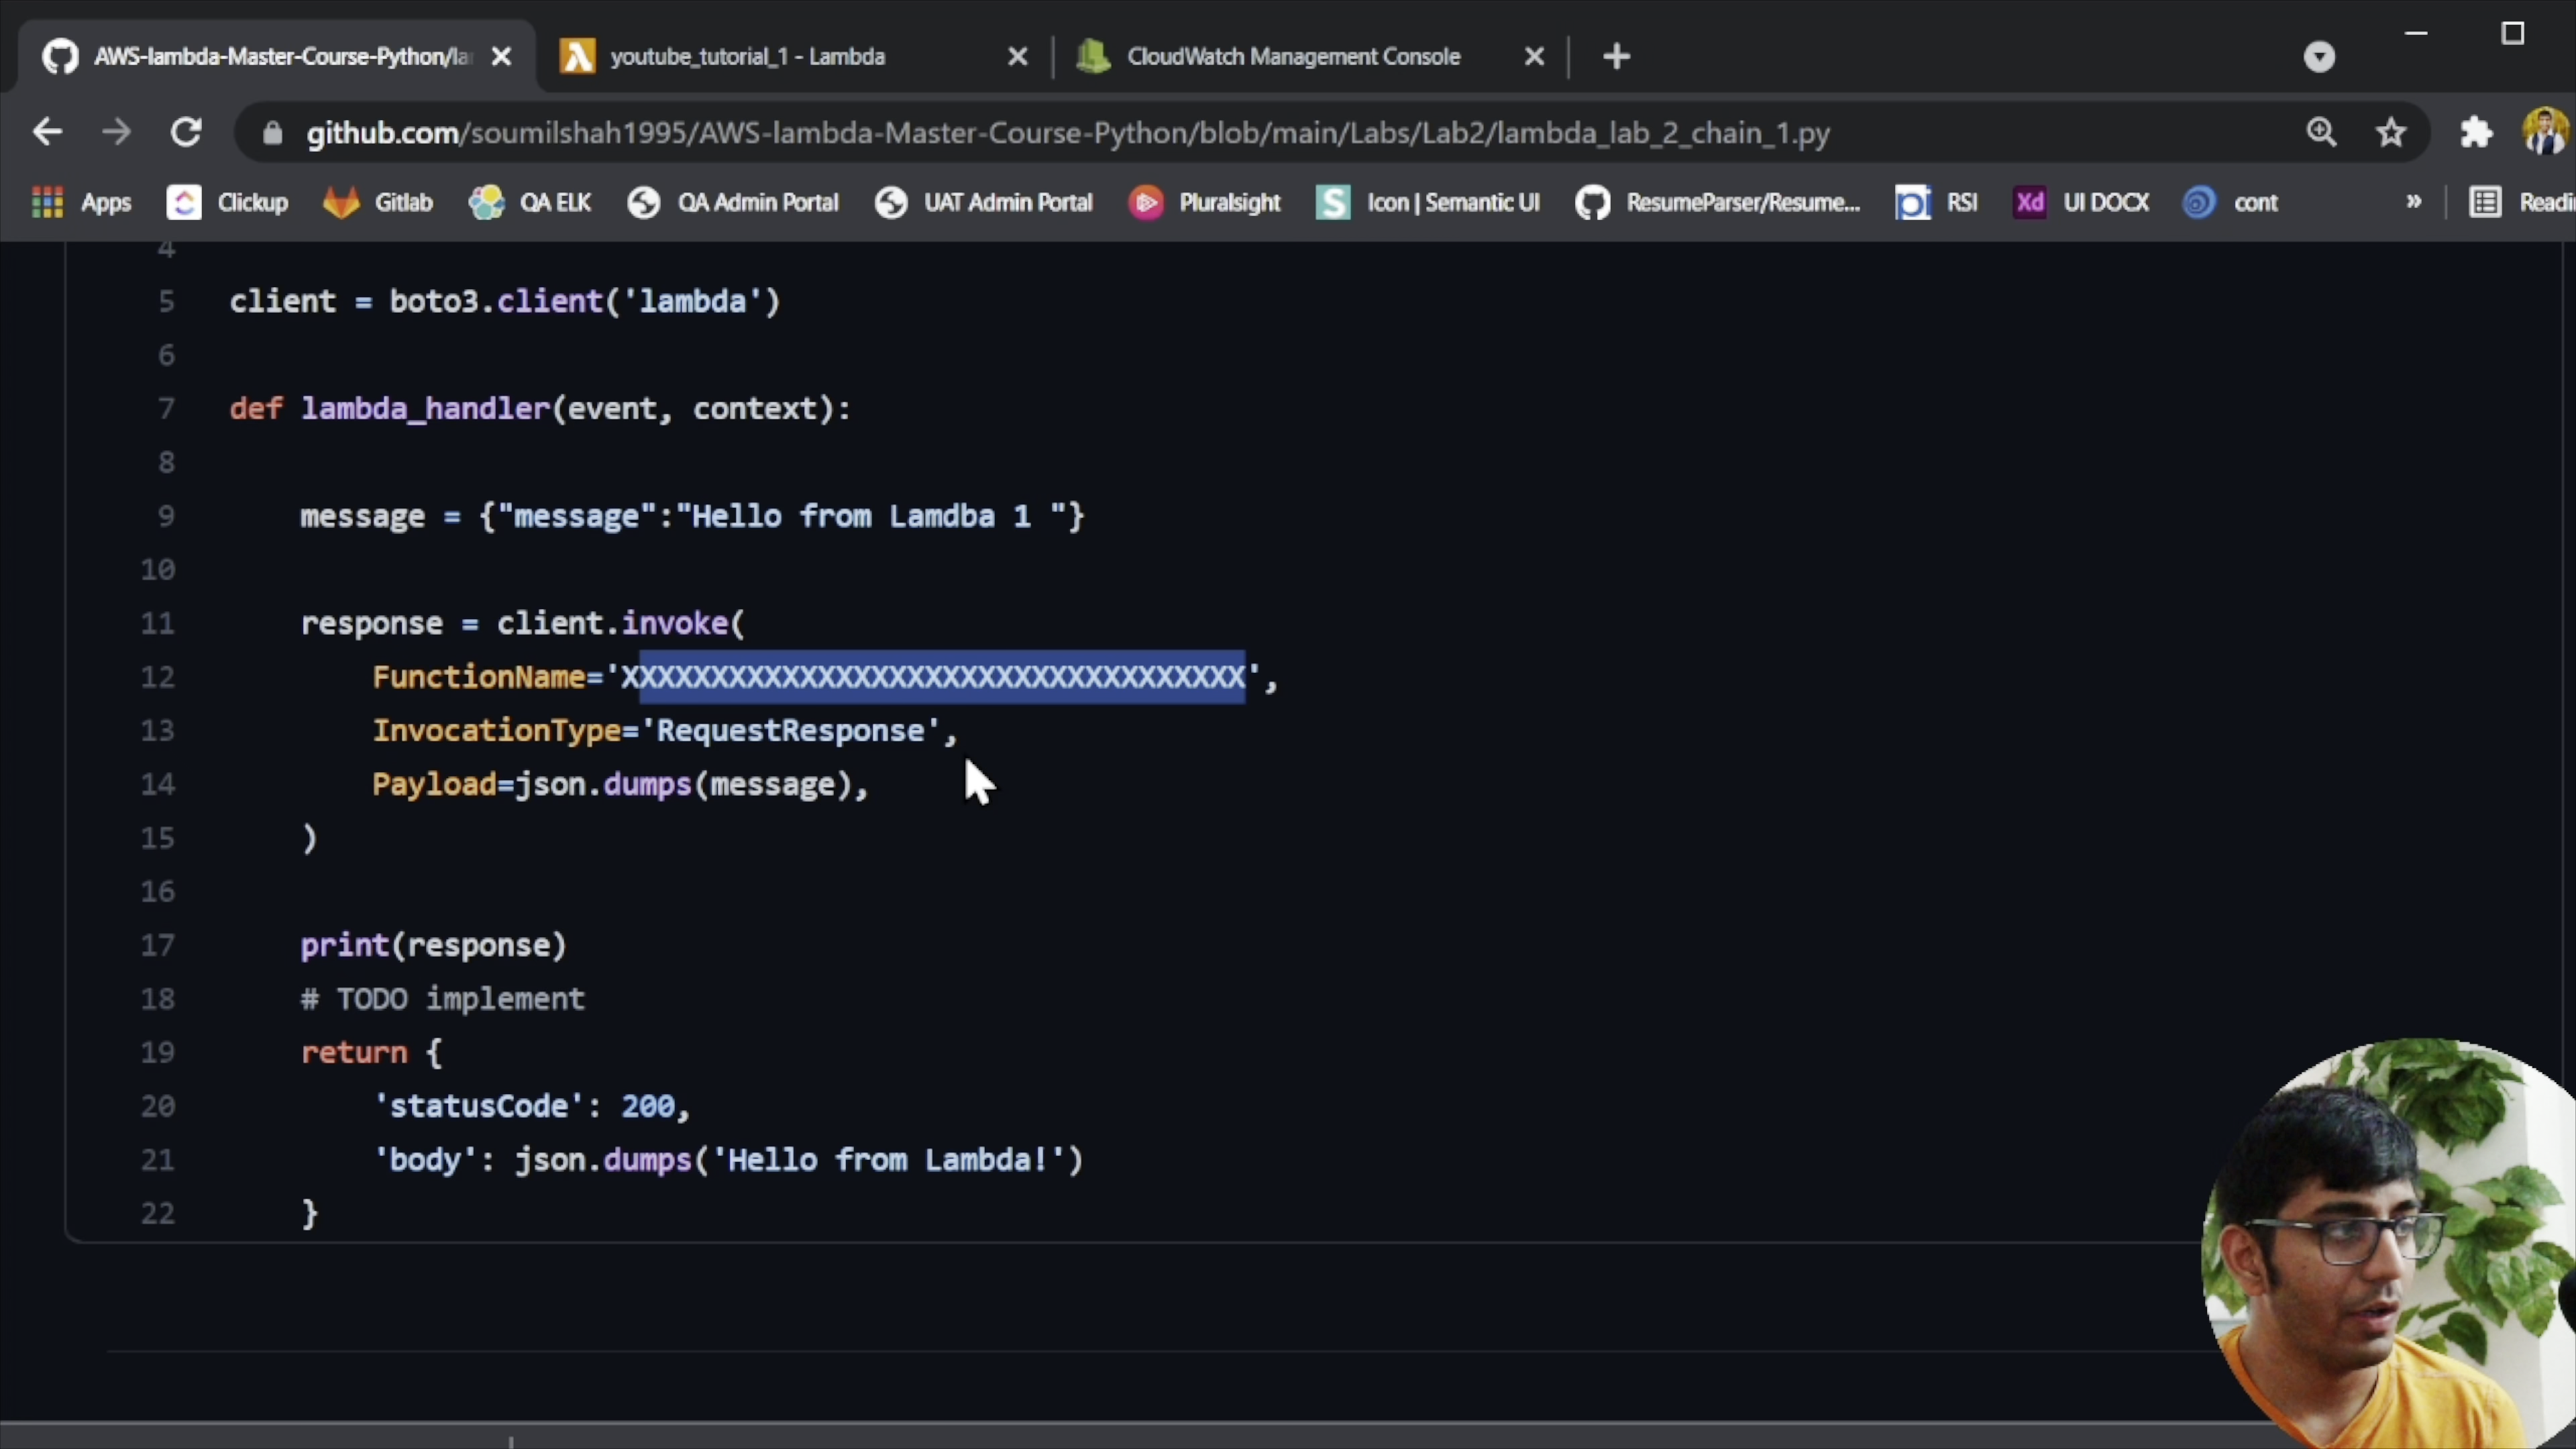 AWS-lambda-Master-Course-Python/la
youtube_tutorial_1 - Lambda
CloudWatch Management Console
github.com/soumilshah1995/AWS-lambda-Master-Course-Python/blob/main/Labs/Lab2/lambda_lab_2_chain_1.py
Apps Clickup Gitlab QA ELK QA Admin Portal UAT Admin Portal Pluralsight Icon | Semantic UI ResumeParser/Resume... RSI Xd UI DOCX cont » Readi
4
5 client = boto3.client('lambda')
6
7 def lambda_handler(event, context):
8
9 message = {"message":"Hello from Lamdba 1 "}
10
11 response = client.invoke(
12 FunctionName='XXXXXXXXXXXXXXXXXXXXXXXXXXXXXXXXXXX',
13 InvocationType='RequestResponse',
14 Payload=json.dumps(message),
15 )
16
17 print(response)
18 # TODO implement
19 return {
20 'statusCode': 200,
21 'body': json.dumps('Hello from Lambda!')
22 }